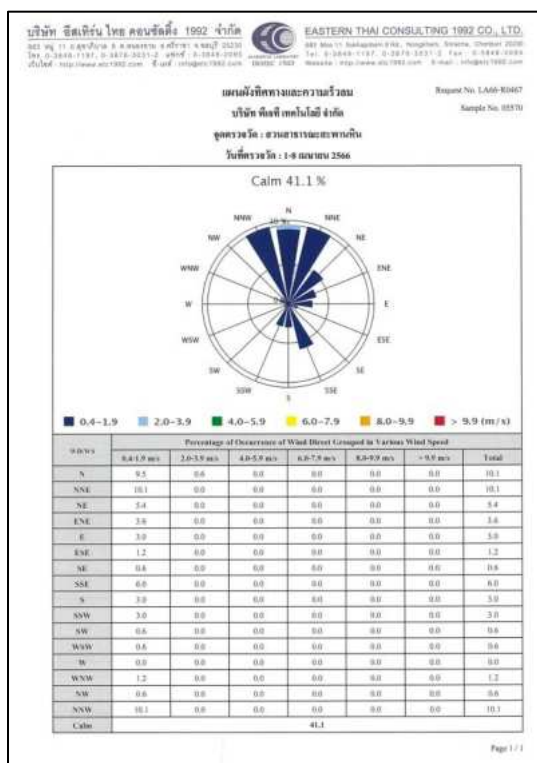 บริษัท อีสเทิร์น ไทย คอนซัลติ้ง 1992 จำกัด
EASTERN THAI CONSULTING 1992 CO., LTD.
แผนผังทิศทางและความเร็วลม
Request No. LA66-R0467
บริษัท พีเอที เทคโนโลยี จำกัด
Sample No. 05570
จุดตรวจวัด : สวนสาธารณะสะพานหิน
วันที่ตรวจวัด : 1-8 เมษายน 2566
Calm 41.1 %
N
NNW NNE
10 %
NW NE
WNW ENE
W E
WSW ESE
SW SE
SSW SSE
S
0.4-1.9 2.0-3.9 4.0-5.9 6.0-7.9 8.0-9.9 > 9.9 (m/s)
W.D/W.S Percentage of Occurrence of Wind Direct Grouped in Various Wind Speed
0.4/1.9 m/s 2.0-3.9 m/s 4.0-5.9 m/s 6.0-7.9 m/s 8.0-9.9 m/s > 9.9 m/s Total
N 9.5 0.6 0.0 0.0 0.0 0.0 10.1
NNE 10.1 0.0 0.0 0.0 0.0 0.0 10.1
NE 5.4 0.0 0.0 0.0 0.0 0.0 5.4
ENE 3.6 0.0 0.0 0.0 0.0 0.0 3.6
E 3.0 0.0 0.0 0.0 0.0 0.0 3.0
ESE 1.2 0.0 0.0 0.0 0.0 0.0 1.2
SE 0.6 0.0 0.0 0.0 0.0 0.0 0.6
SSE 6.0 0.0 0.0 0.0 0.0 0.0 6.0
S 3.0 0.0 0.0 0.0 0.0 0.0 3.0
SSW 3.0 0.0 0.0 0.0 0.0 0.0 3.0
SW 0.6 0.0 0.0 0.0 0.0 0.0 0.6
WSW 0.6 0.0 0.0 0.0 0.0 0.0 0.6
W 0.0 0.0 0.0 0.0 0.0 0.0 0.0
WNW 1.2 0.0 0.0 0.0 0.0 0.0 1.2
NW 0.6 0.0 0.0 0.0 0.0 0.0 0.6
NNW 10.1 0.0 0.0 0.0 0.0 0.0 10.1
Calm 41.1
Page 1 / 1